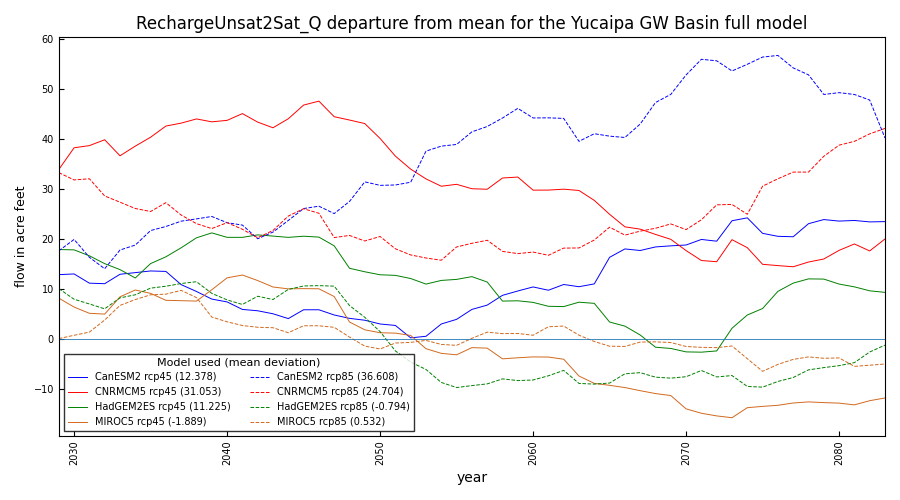 RechargeUnsat2Sat_Q departure from mean for the Yucaipa GW Basin full model
flow in acre feet
60
50
40
30
20
10
0
−10
Model used (mean deviation)
CanESM2 rcp45 (12.378)
CNRMCM5 rcp45 (31.053)
HadGEM2ES rcp45 (11.225)
MIROC5 rcp45 (-1.889)
CanESM2 rcp85 (36.608)
CNRMCM5 rcp85 (24.704)
HadGEM2ES rcp85 (-0.794)
MIROC5 rcp85 (0.532)
2030
2040
2050
2060
2070
2080
year